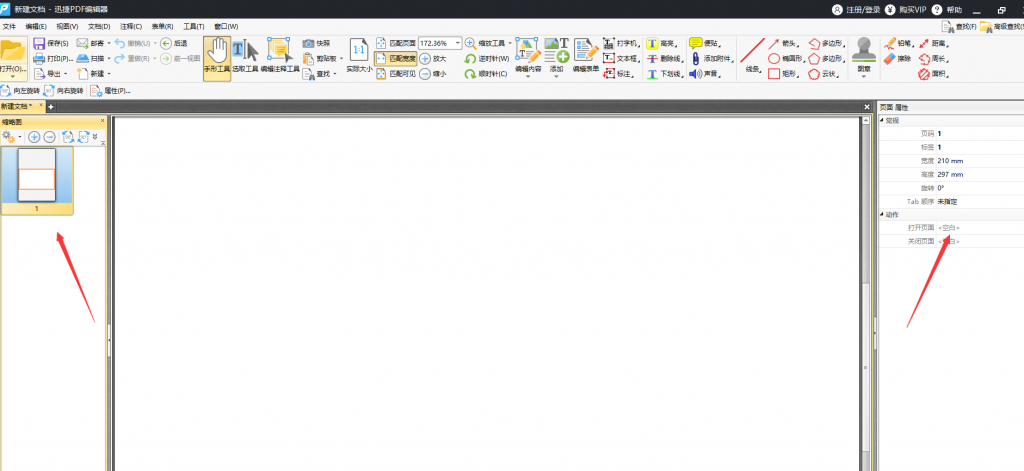 新建文档 - 迅捷PDF编辑器 注册/登录 购买VIP 帮助
文件 编辑(E) 视图(V) 文档(D) 注释(C) 表单(R) 工具(T) 窗口(W) 查找(F) 高级查找(S
打开(O)...
保存(S) 邮寄 撤销(U) 后退
打印(P)... 扫描 重做(R) 前一视图
导出 新建
手形工具 选取工具 编辑注释工具
快照
剪贴板
查找
1:1
实际大小
匹配页面 172.36% 缩放工具
匹配宽度 放大 逆时针(W)
匹配可见 缩小 顺时针(C)
编辑内容 添加 编辑表单
打字机 高亮 便贴
文本框 删除线 添加附件
标注 下划线 声音
线条
箭头 多边形
椭圆形 多边形
矩形 云状
图章
铅笔 距离
擦除 周长
面积
向左旋转 向右旋转 属性(P)...
新建文档 * ×
缩略图
1
页面 属性
常规
页码 1
标签 1
宽度 210 mm
高度 297 mm
旋转 0°
Tab 顺序 未指定
动作
打开页面 <空白>
关闭页面 <空白>